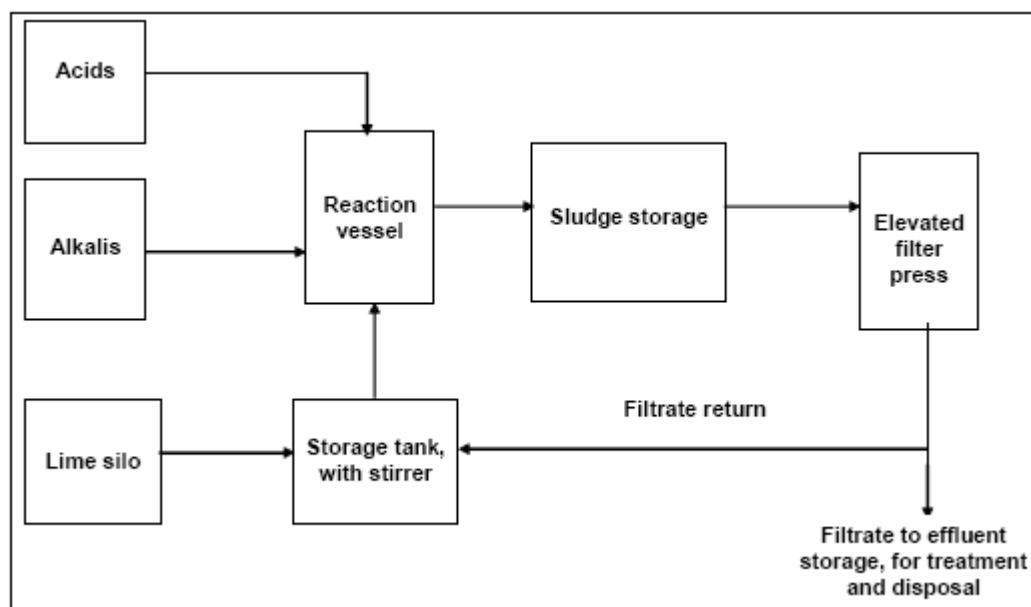 Acids
Reaction
vessel
Alkalis
Sludge storage
Elevated
filter
press
Lime silo
Storage tank,
with stirrer
Filtrate return
Filtrate to effluent
storage, for treatment
and disposal